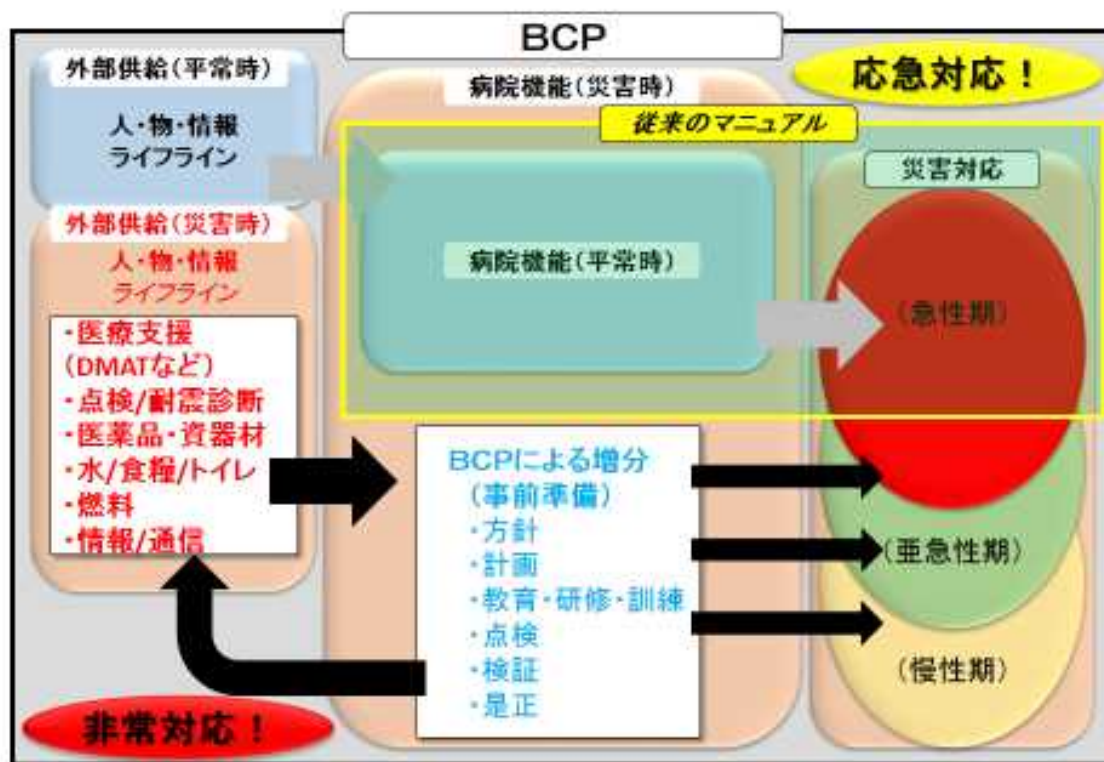 BCP
外部供給(平常時)
人・物・情報
ライフライン
外部供給(災害時)
人・物・情報
ライフライン
・医療支援
(DMATなど)
・点検/耐震診断
・医薬品・資器材
・水/食糧/トイレ
・燃料
・情報/通信
非常対応！
病院機能(災害時)
従来のマニュアル
病院機能(平常時)
BCPによる増分
(事前準備)
・方針
・計画
・教育・研修・訓練
・点検
・検証
・是正
応急対応！
災害対応
(急性期)
(亜急性期)
(慢性期)